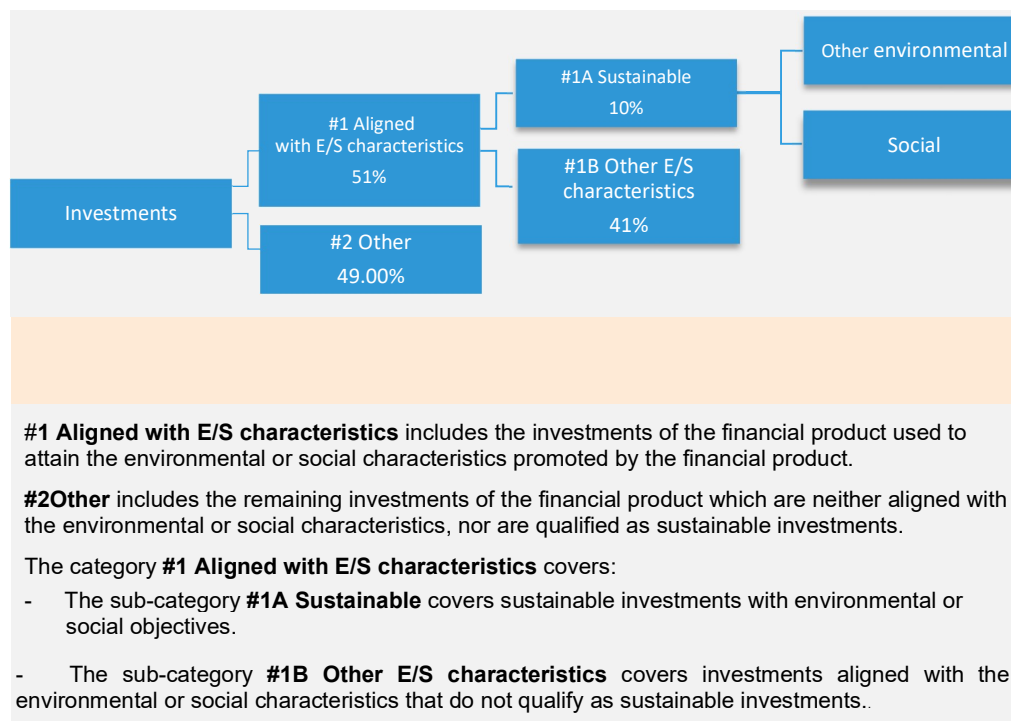 Investments
#1 Aligned
with E/S characteristics
51%
#2 Other
49.00%
#1A Sustainable
10%
#1B Other E/S
characteristics
41%
Other environmental
Social
#1 Aligned with E/S characteristics includes the investments of the financial product used to
attain the environmental or social characteristics promoted by the financial product.
#2Other includes the remaining investments of the financial product which are neither aligned with
the environmental or social characteristics, nor are qualified as sustainable investments.
The category #1 Aligned with E/S characteristics covers:
- The sub-category #1A Sustainable covers sustainable investments with environmental or
social objectives.
- The sub-category #1B Other E/S characteristics covers investments aligned with the
environmental or social characteristics that do not qualify as sustainable investments..